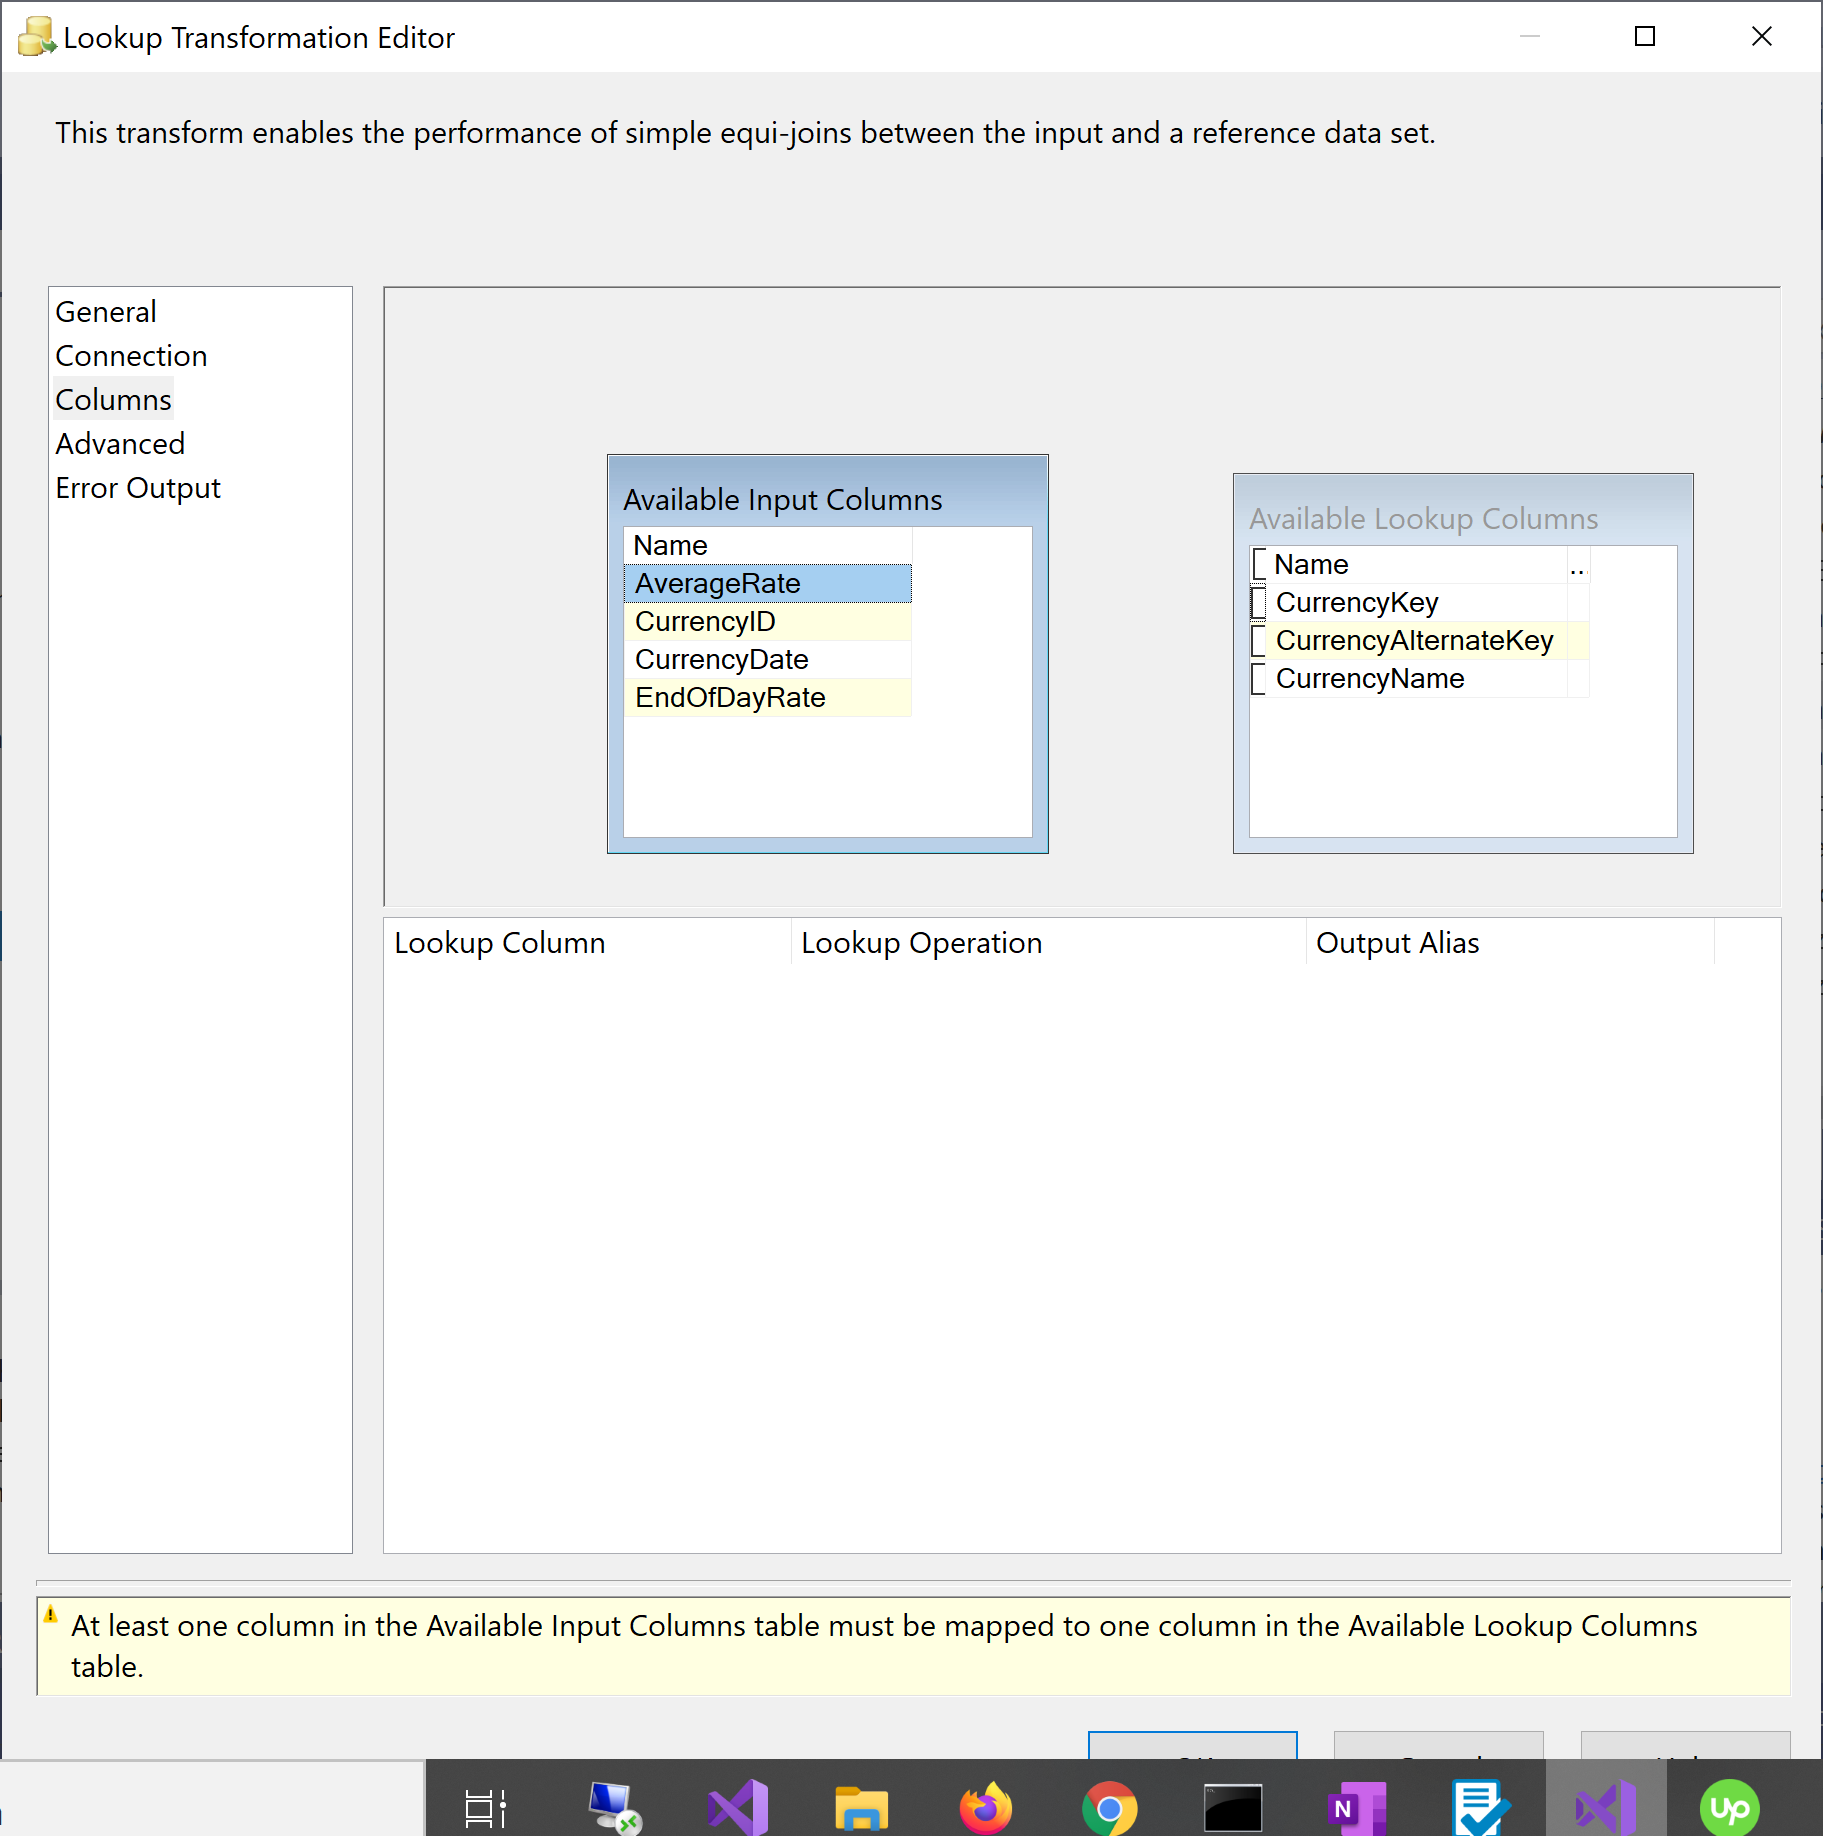 Lookup Transformation Editor
This transform enables the performance of simple equi-joins between the input and a reference data set.
General
Connection
Columns
Advanced
Error Output
Available Input Columns
Name
AverageRate
CurrencyID
CurrencyDate
EndOfDayRate
Available Lookup Columns
Name ...
CurrencyKey
CurrencyAlternateKey
CurrencyName
Lookup Column Lookup Operation Output Alias
At least one column in the Available Input Columns table must be mapped to one column in the Available Lookup Columns
table.
N
up